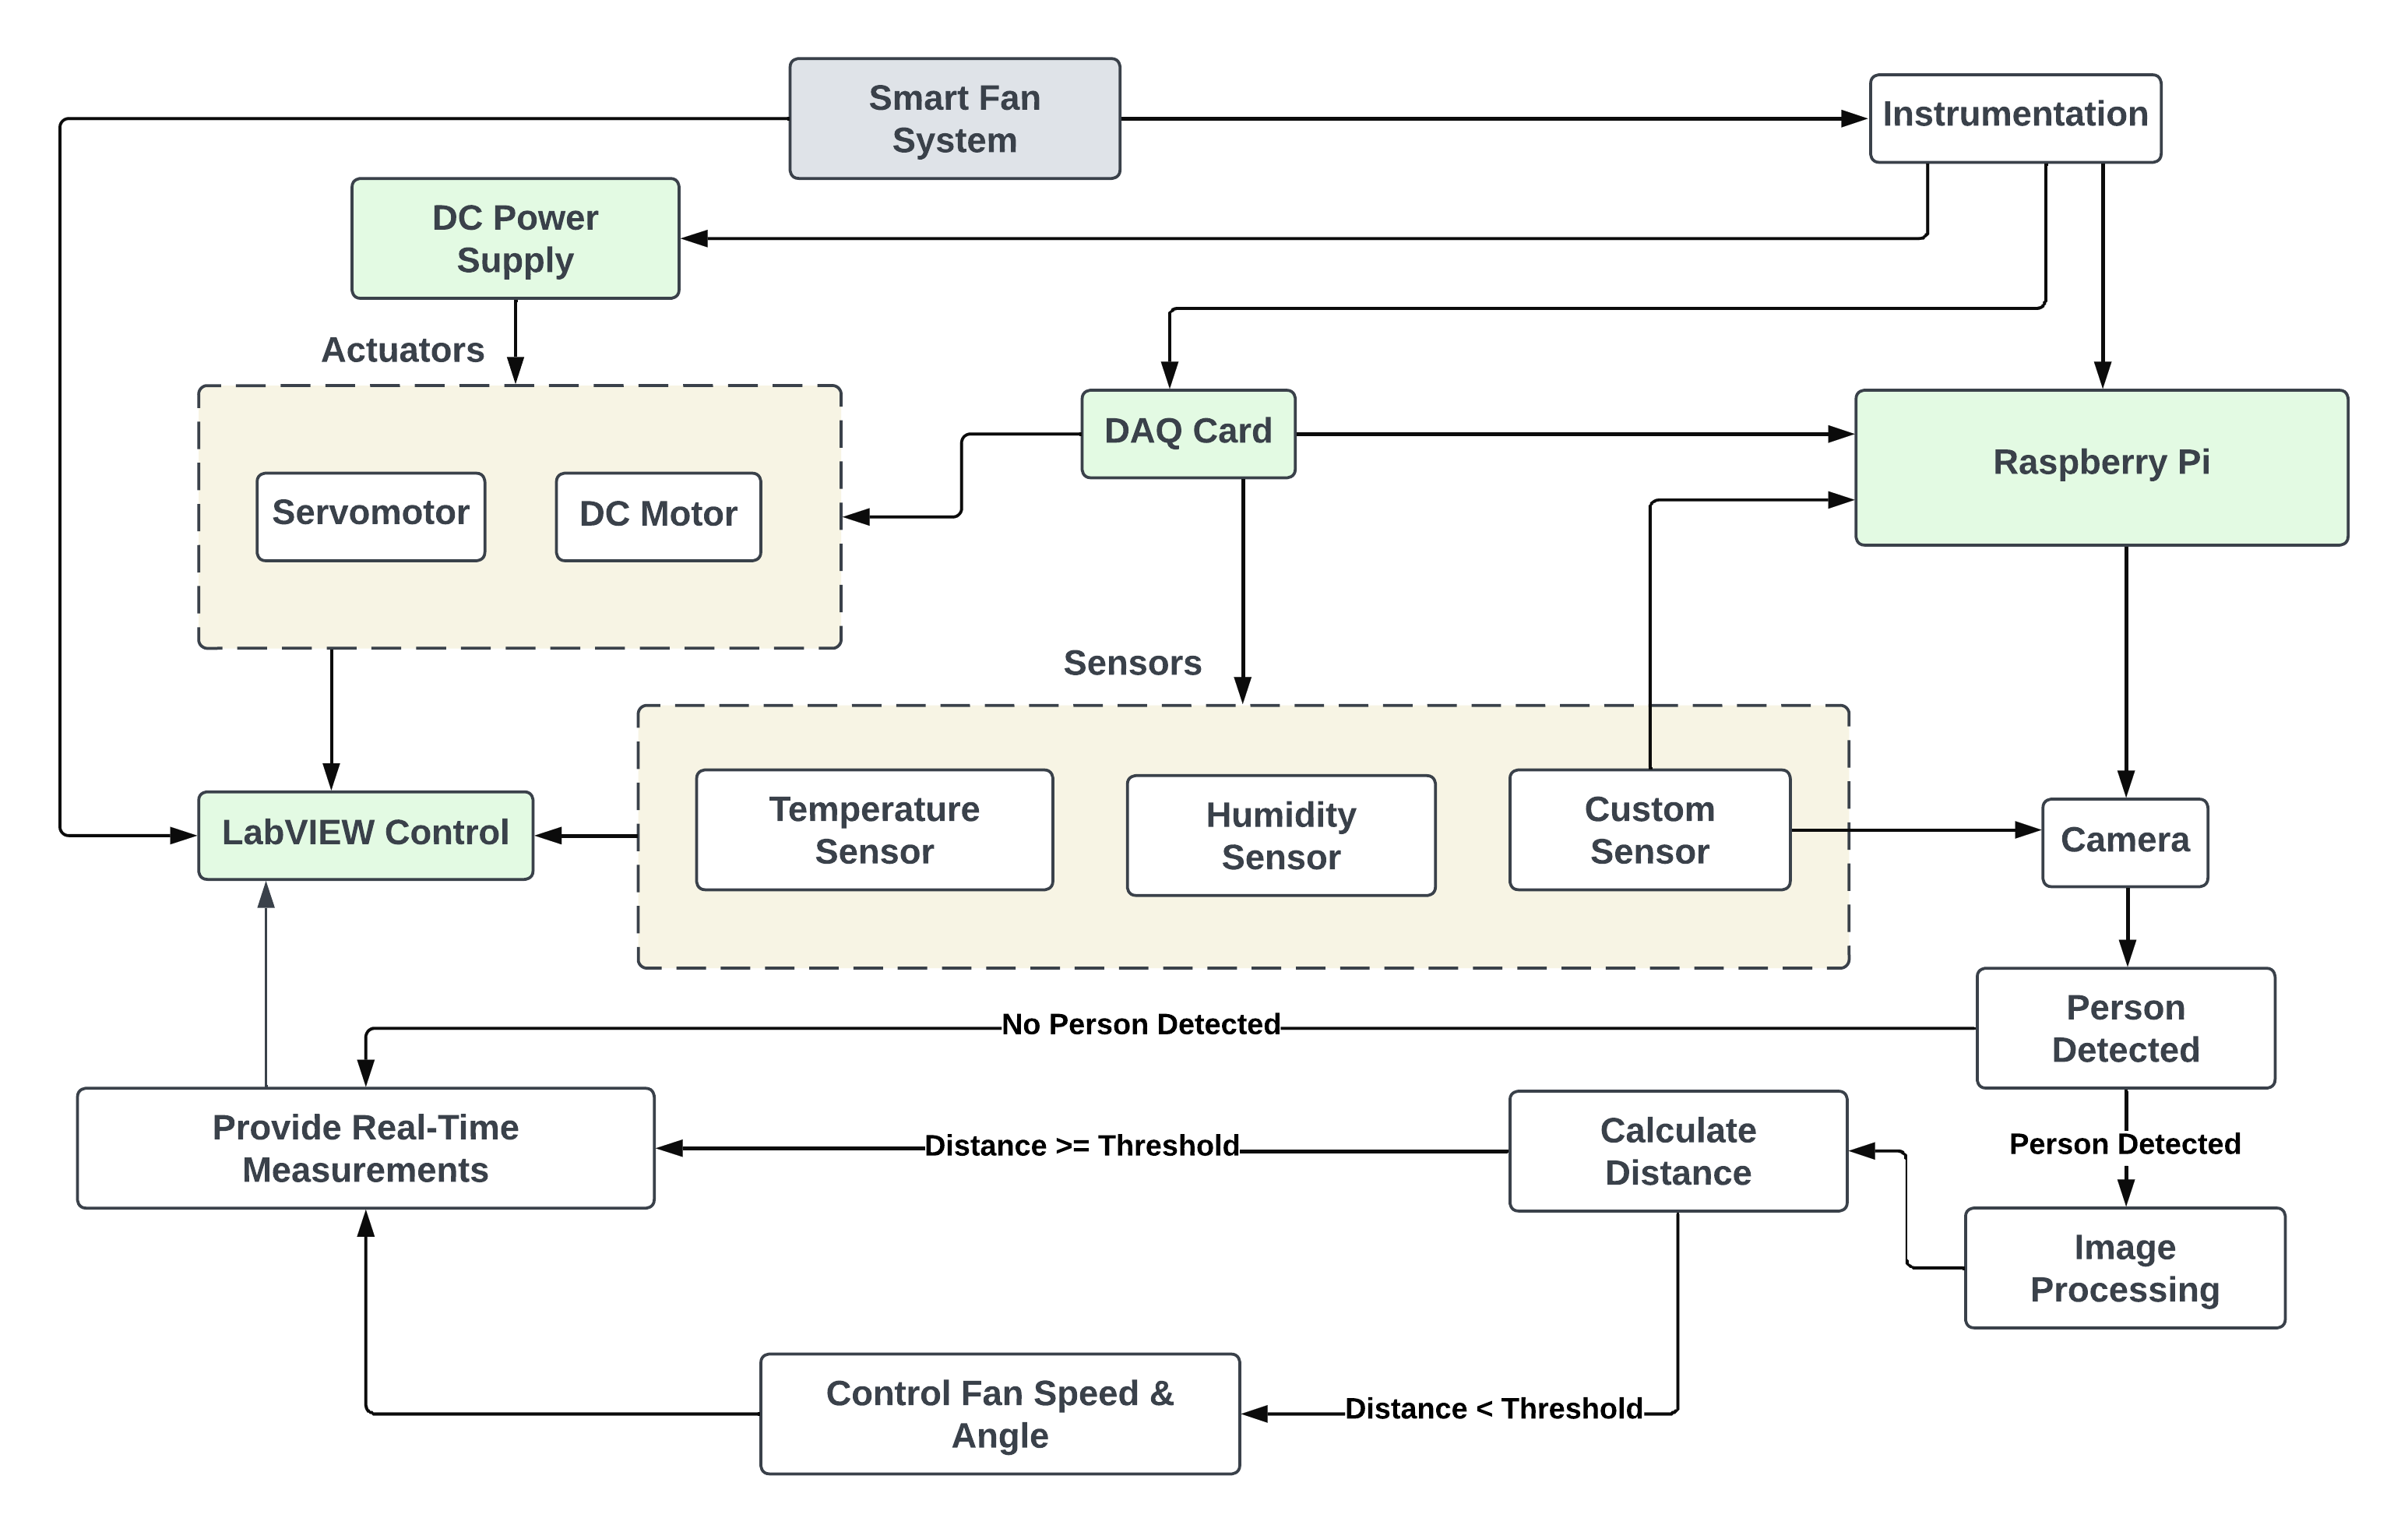 Smart Fan
System
Instrumentation
DC Power
Supply
Actuators
DAQ Card
Raspberry Pi
Servomotor
DC Motor
Sensors
Temperature
Sensor
Humidity
Sensor
Custom
Sensor
LabVIEW Control
Camera
Person
Detected
No Person Detected
Provide Real-Time
Measurements
Distance >= Threshold
Calculate
Distance
Person Detected
Image
Processing
Control Fan Speed &
Angle
Distance < Threshold